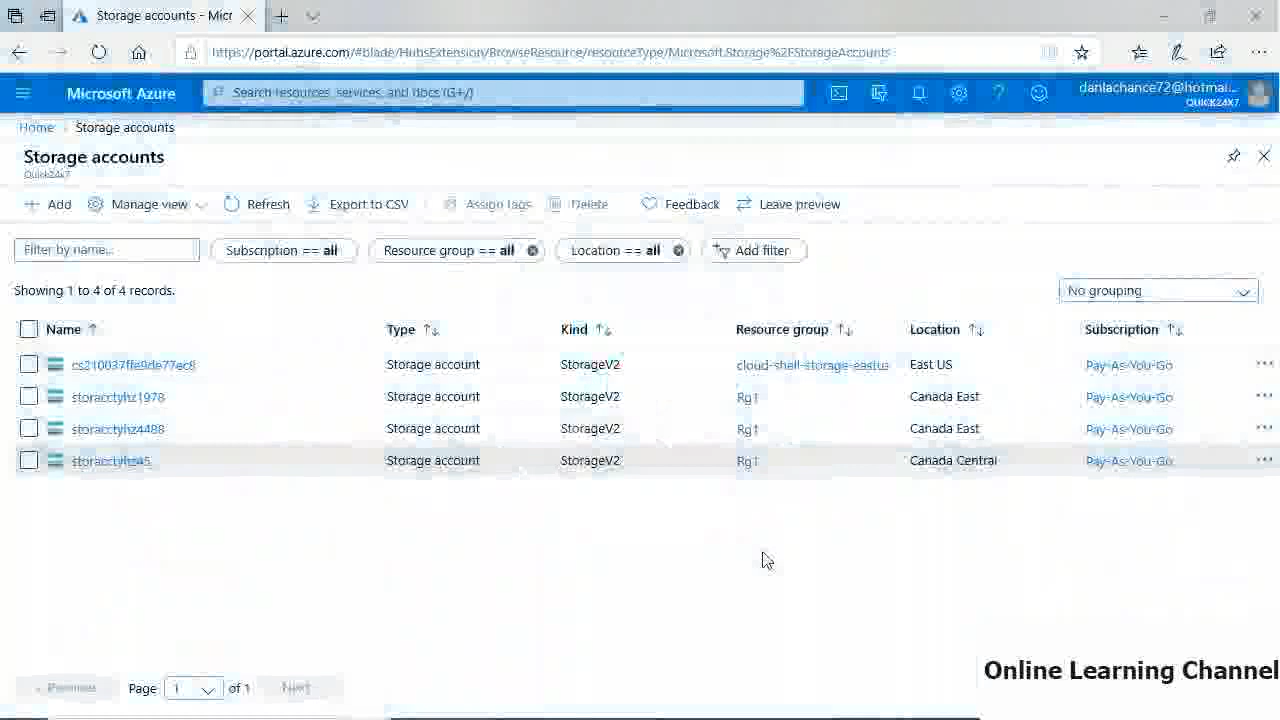 Storage accounts - Micr
https://portal.azure.com/#blade/HubsExtension/BrowseResource/resourceType/Microsoft.Storage%2FStorageAccounts
Microsoft Azure
Search resources, services, and docs (G+/)
danlachance72@hotmai...
QUICK24X7
Home
Storage accounts
Storage accounts
Quick24x7
Add
Manage view
Refresh
Export to CSV
Assign tags
Delete
Feedback
Leave preview
Filter by name...
Subscription == all
Resource group == all
Location == all
Add filter
Showing 1 to 4 of 4 records.
No grouping
Name Type Kind Resource group Location Subscription
cs210037ffe9de77ec8 Storage account StorageV2 cloud-shell-storage-eastus East US Pay-As-You-Go
storacctyhz1978 Storage account StorageV2 Rg1 Canada East Pay-As-You-Go
storacctyhz4488 Storage account StorageV2 Rg1 Canada East Pay-As-You-Go
storacctyhz45 Storage account StorageV2 Rg1 Canada Central Pay-As-You-Go
Online Learning Channel
Previous Page 1 of 1 Next